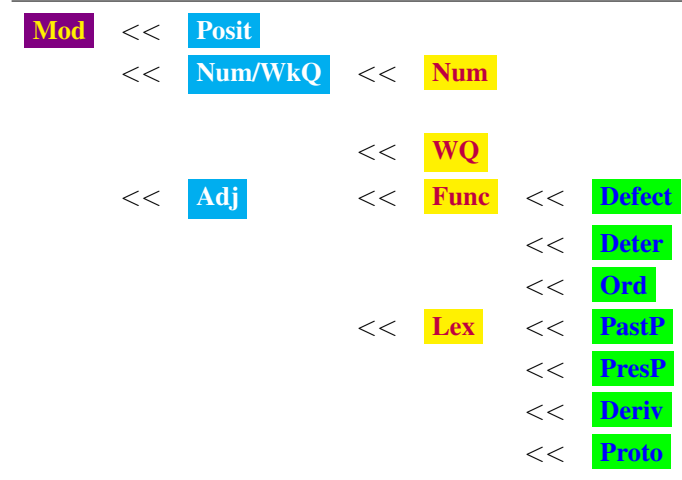 Mod << Posit
<< Num/WkQ << Num
<< WQ
<< Adj << Func << Defect
<< Deter
<< Ord
<< Lex << PastP
<< PresP
<< Deriv
<< Proto